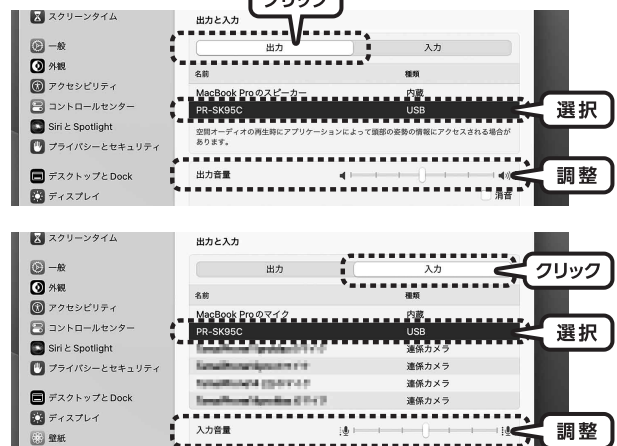 クリック
スクリーンタイム
出力と入力
一般
出力
入力
外観
名前
種類
アクセシビリティ
MacBook Proのスピーカー
内蔵
コントロールセンター
PR-SK95C
USB
選択
Siri と Spotlight
空間オーディオの再生時にアプリケーションによって頭部の姿勢の情報にアクセスされる場合が
あります。
プライバシーとセキュリティ
デスクトップと Dock
出力音量
調整
ディスプレイ
消音
スクリーンタイム
出力と入力
一般
出力
入力
クリック
外観
名前
種類
アクセシビリティ
MacBook Proのマイク
内蔵
コントロールセンター
PR-SK95C
USB
選択
Siri と Spotlight
連係カメラ
プライバシーとセキュリティ
連係カメラ
連係カメラ
デスクトップと Dock
連係カメラ
ディスプレイ
入力音量
調整
壁紙